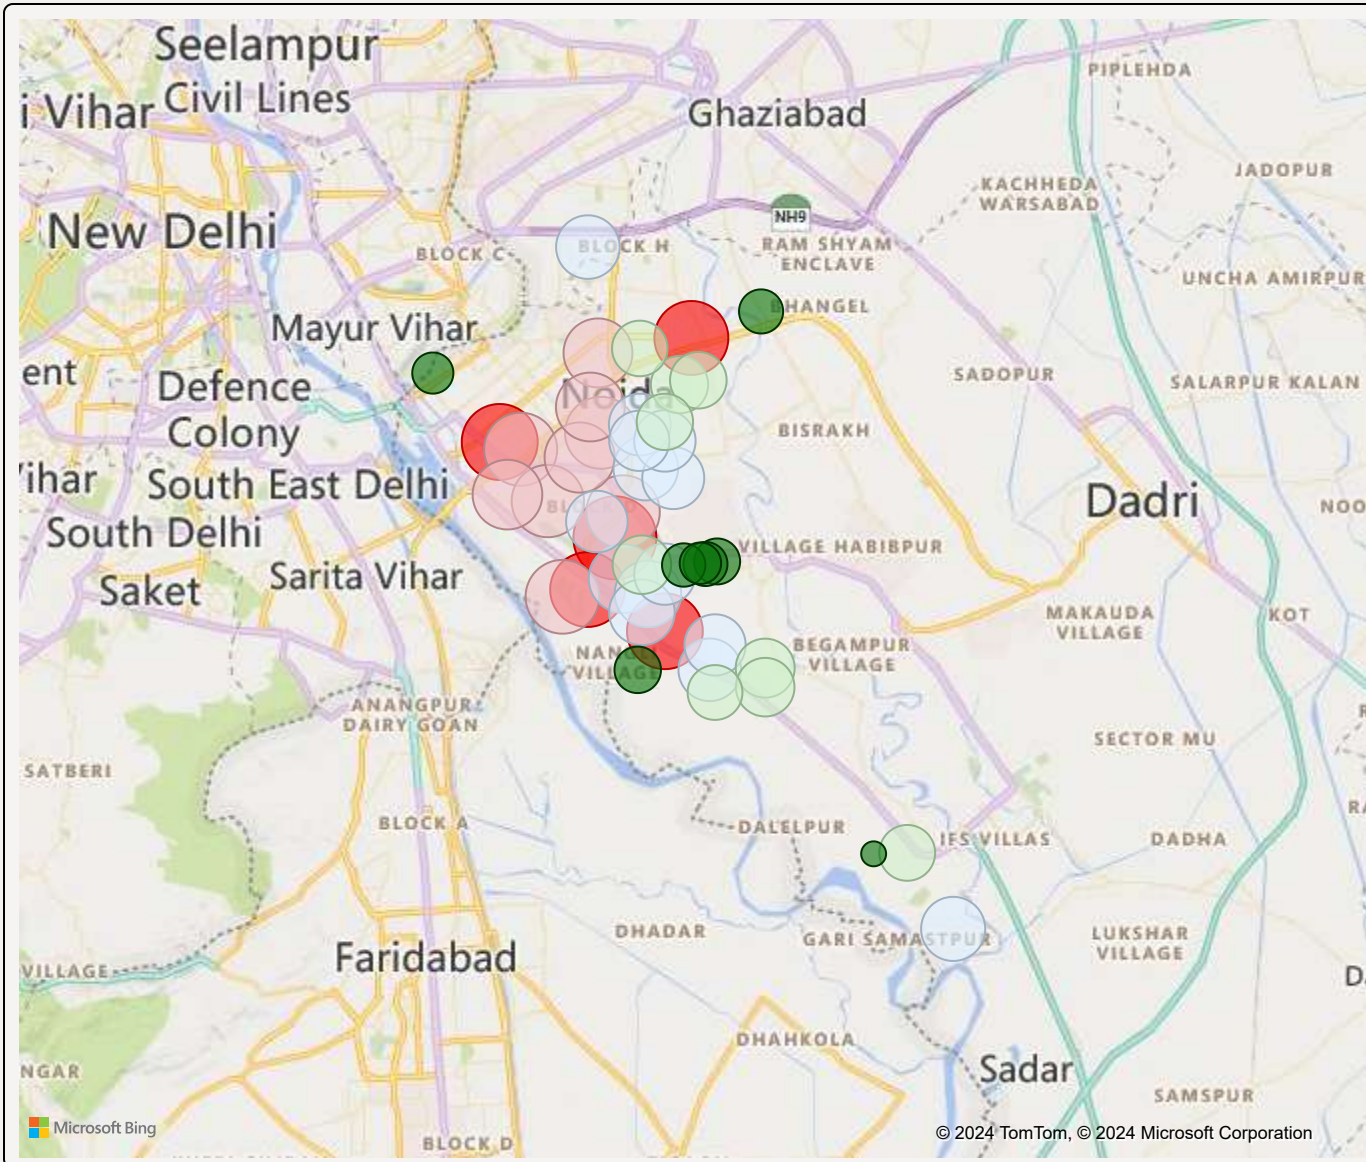 Seelampur
PIPLEHDA
i Vihar
Civil Lines
Ghaziabad
JADOPUR
KACHHEDA
WARSABAD
NH9
New Delhi
BLOCK C
BLOCK H
RAM SHYAM
ENCLAVE
UNCHA AMIRPUR
BHANGEL
Mayur Vihar
ent
SADOPUR
SALARPUR KALAN
Defence
Colony
Noida
BISRAKH
'ihar
South East Delhi
Dadri
NOO
South Delhi
VILLAGE HABIBPUR
Saket
Sarita Vihar
MAKAUDA
VILLAGE
KOT
BEGAMPUR
VILLAGE
VILLAGE
ANANGPUR
DAIRY GOAN
SECTOR MU
SATBERI
BLOCK A
DALELPUR
IFS VILLAS
DADHA
RA
DHADAR
GARI SAMASTPUR
LUKSHAR
VILLAGE
Faridabad
VILLAGE
D
DHAHKOLA
NGAR
Sadar
SAMSPUR
Microsoft Bing
© 2024 TomTom, © 2024 Microsoft Corporation
BLOCK D